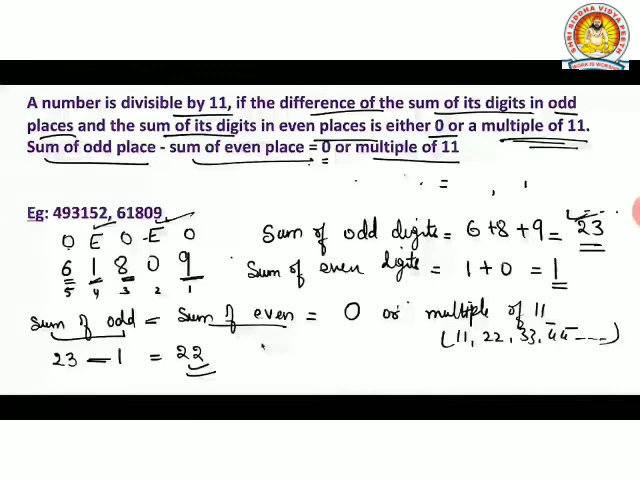 SHRI SIDDHA VIDYA PEETH
WORK IS WORSHIP
A number is divisible by 11, if the difference of the sum of its digits in odd
places and the sum of its digits in even places is either 0 or a multiple of 11.
Sum of odd place - sum of even place = 0 or multiple of 11
=
= , 1
Eg: 493152, 61809,
O E O E O
6 1 8 0 9
5 4 3 2 1
Sum of odd digits = 6 + 8 + 9 = 23
Sum of even digits = 1 + 0 = 1
Sum of odd = Sum of even = 0 or multiple of 11
(11, 22, 33, 44 ----)
23 — 1 = 22